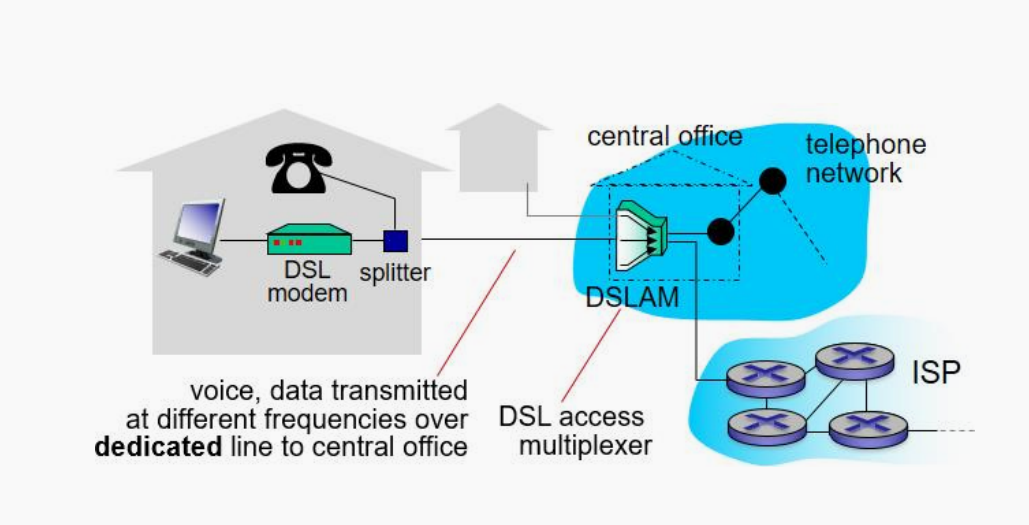 central office
telephone
network
DSL
modem
splitter
DSLAM
voice, data transmitted
at different frequencies over
dedicated line to central office
DSL access
multiplexer
ISP